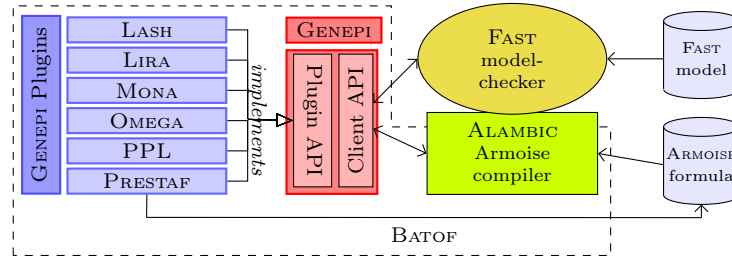 GENEPI Plugins
LASH
LIRA
MONA
OMEGA
PPL
PRESTAF
implements
GENEPI
Plugin API
Client API
FAST
model-
checker
ALAMBIC
Armoise
compiler
FAST
model
ARMOISE
formula
BATOF